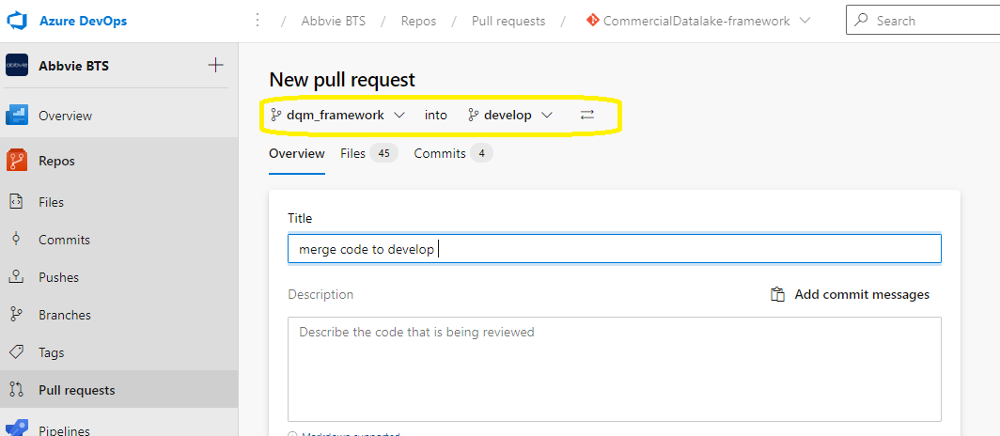 Azure DevOps
Abbvie BTS / Repos / Pull requests / CommercialDatalake-framework
Search
abbvie
Abbvie BTS
New pull request
dqm_framework into develop
Overview
Overview Files 45 Commits 4
Repos
Files
Title
Commits
merge code to develop
Pushes
Description
Add commit messages
Branches
Describe the code that is being reviewed
Tags
Pull requests
Pipelines
Markdown supported